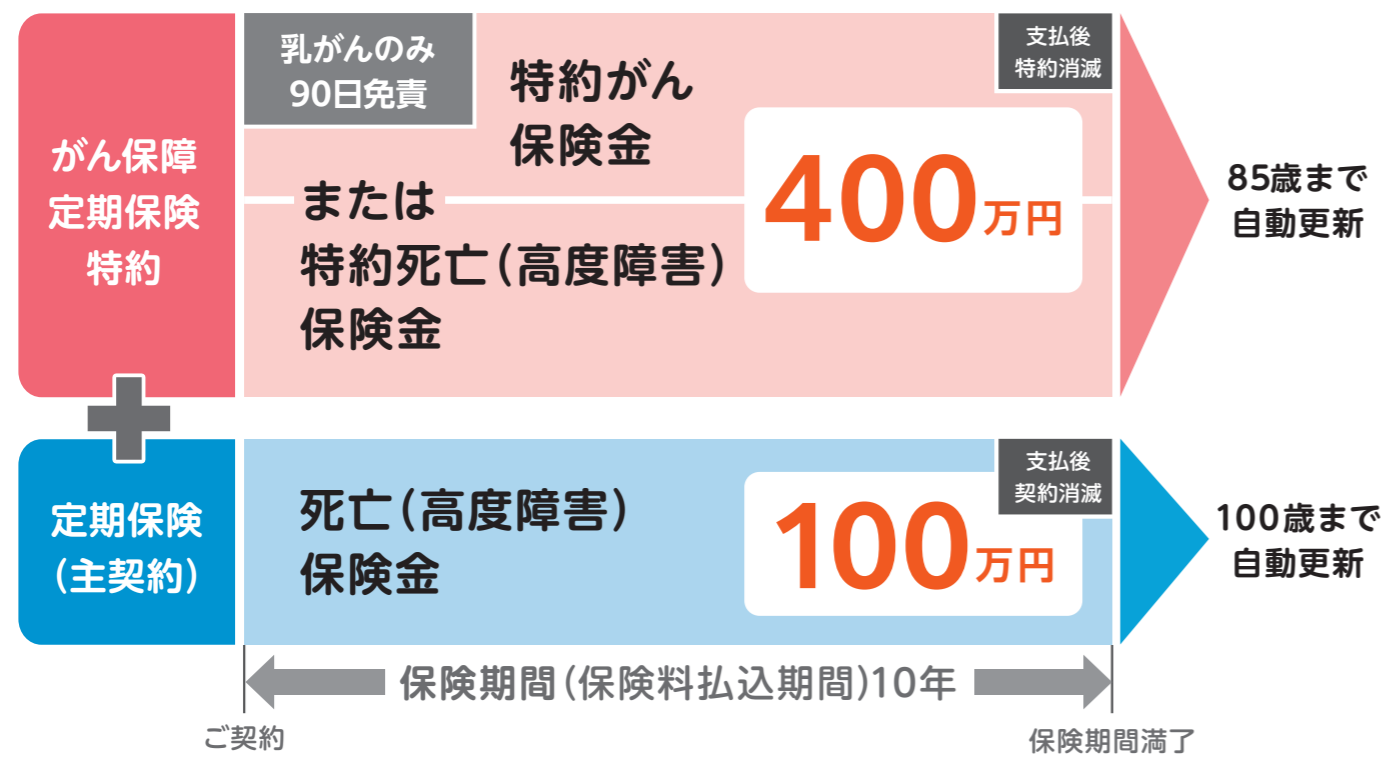 がん保障
定期保険
特約
乳がんのみ
90日免責
特約がん
保険金
または
特約死亡(高度障害)
保険金
400万円
支払後
特約消滅
85歳まで
自動更新
定期保険
(主契約)
死亡(高度障害)
保険金
100万円
支払後
契約消滅
100歳まで
自動更新
保険期間(保険料払込期間)10年
ご契約
保険期間満了